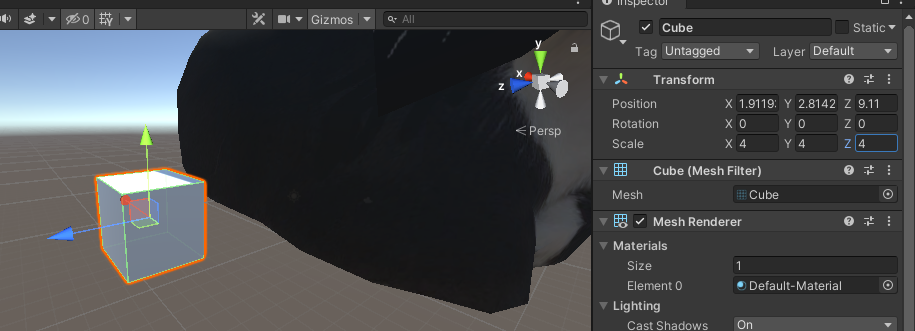 0
Gizmos
All
y
x
z
Persp
Inspector
Cube
Static
Tag Untagged Layer Default
Transform
Position X 1.9119 Y 2.8142 Z 9.11
Rotation X 0 Y 0 Z 0
Scale X 4 Y 4 Z 4
Cube (Mesh Filter)
Mesh Cube
Mesh Renderer
Materials
Size 1
Element 0 Default-Material
Lighting
Cast Shadows On